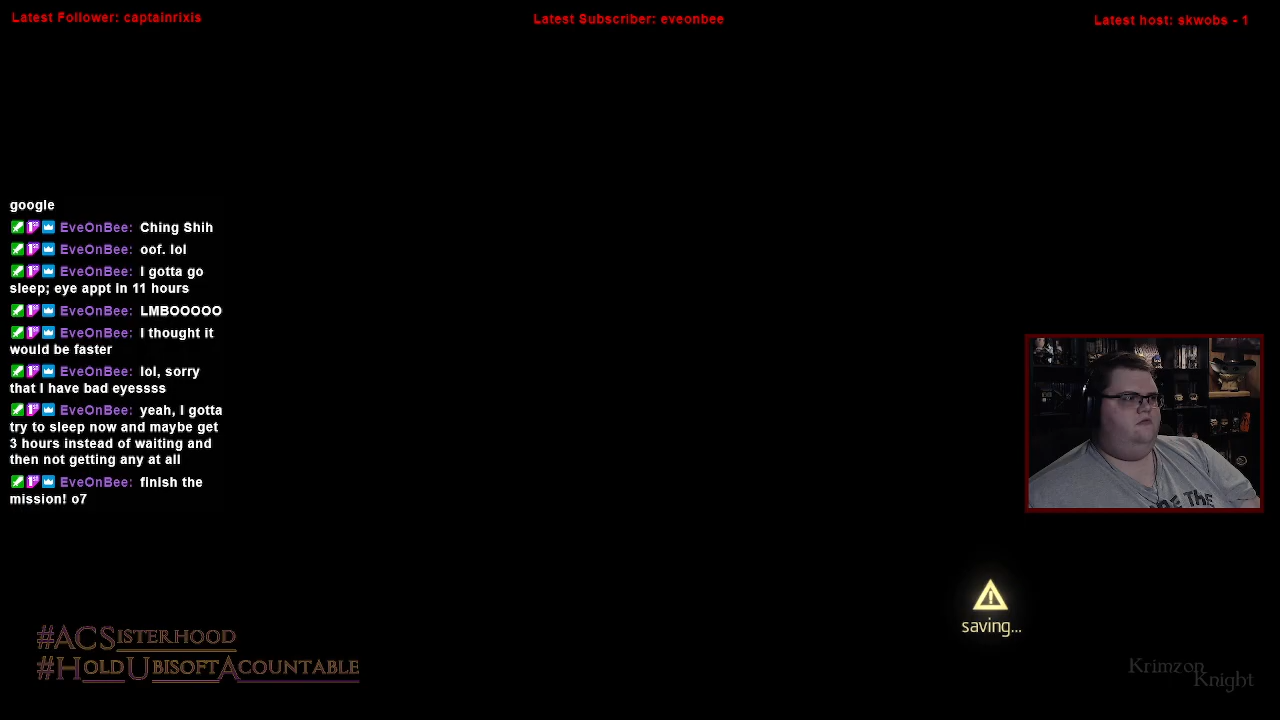 Latest Follower: captainrixis
Latest Subscriber: eveonbee
Latest host: skwobs - 1
google
EveOnBee: Ching Shih
EveOnBee: oof. lol
EveOnBee: I gotta go
sleep; eye appt in 11 hours
EveOnBee: LMBOOOOO
EveOnBee: I thought it
would be faster
EveOnBee: lol, sorry
that I have bad eyessss
EveOnBee: yeah, I gotta
try to sleep now and maybe get
3 hours instead of waiting and
then not getting any at all
EveOnBee: finish the
mission! o7
saving...
#ACSisterhood
#HoldUbisoftAcountable
Krimzon
Knight